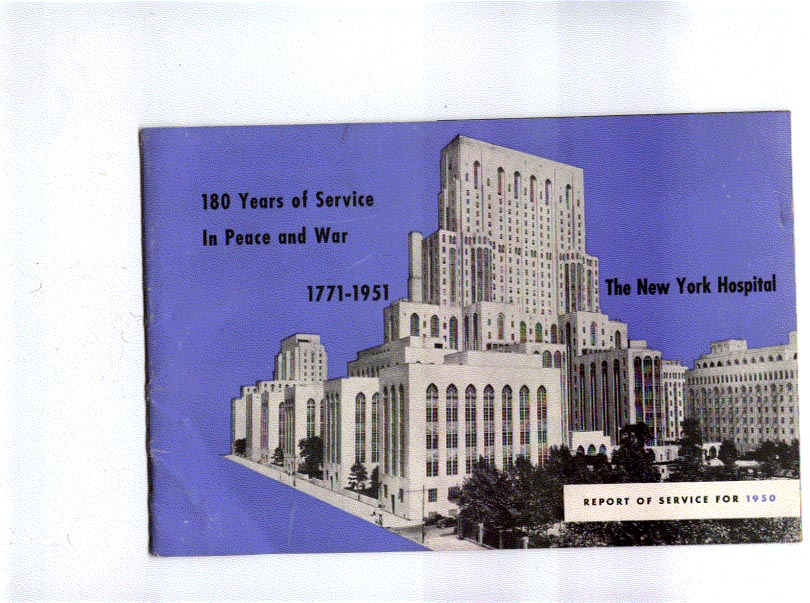 180 Years of Service
In Peace and War
1771-1951
The New York Hospital
REPORT OF SERVICE FOR 1950